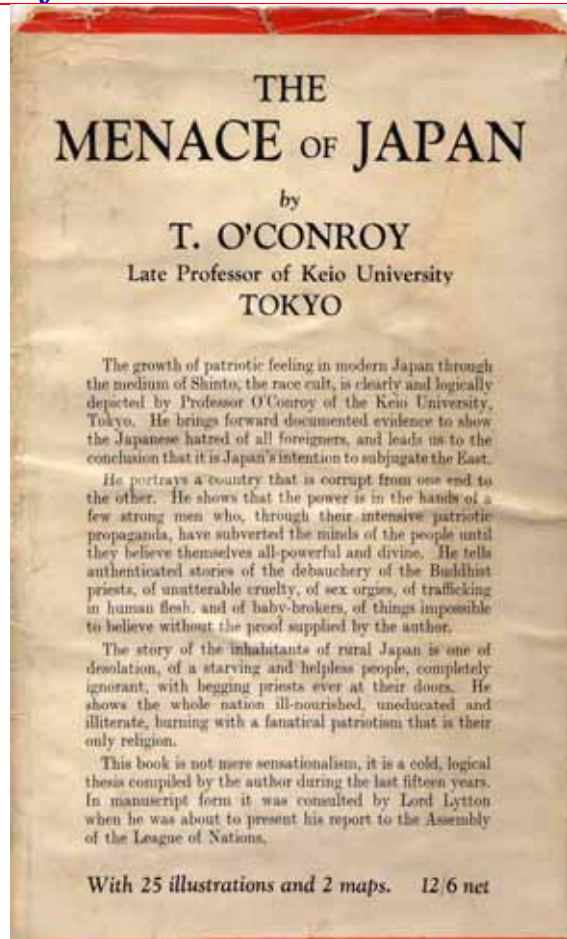 THE
MENACE OF JAPAN
by
T. O'CONROY
Late Professor of Keio University
TOKYO
The growth of patriotic feeling in modern Japan through
the medium of Shinto, the race cult, is clearly and logically
depicted by Professor O'Conroy of the Keio University,
Tokyo. He brings forward documented evidence to show
the Japanese hatred of all foreigners, and leads us to the
conclusion that it is Japan's intention to subjugate the East.
He portrays a country that is corrupt from one end to
the other. He shows that the power is in the hands of a
few strong men who, through their intensive patriotic
propaganda, have subverted the minds of the people until
they believe themselves all-powerful and divine. He tells
authenticated stories of the debauchery of the Buddhist
priests, of unutterable cruelty, of sex orgies, of trafficking
in human flesh, and of baby-brokers, of things impossible
to believe without the proof supplied by the author.
The story of the inhabitants of rural Japan is one of
desolation, of a starving and helpless people, completely
ignorant, with begging priests ever at their doors. He
shows the whole nation ill-nourished, uneducated and
illiterate, burning with a fanatical patriotism that is their
only religion.
This book is not mere sensationalism, it is a cold, logical
thesis compiled by the author during the last fifteen years.
In manuscript form it was consulted by Lord Lytton
when he was about to present his report to the Assembly
of the League of Nations.
With 25 illustrations and 2 maps. 12/6 net